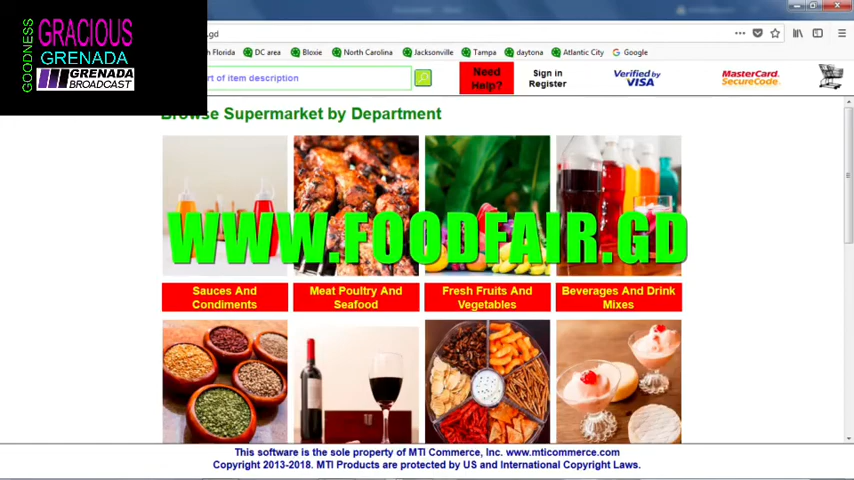 GOODNESS
GRACIOUS
GRENADA
GRENADA
BROADCAST
.gd
Florida
DC area
Bloxie
North Carolina
Jacksonville
Tampa
daytona
Atlantic City
Google
rt of item description
Need
Help?
Sign in
Register
Verified by
VISA
MasterCard.
SecureCode.
Browse Supermarket by Department
WWW.FOODFAIR.GD
Sauces And
Condiments
Meat Poultry And
Seafood
Fresh Fruits And
Vegetables
Beverages And Drink
Mixes
This software is the sole property of MTI Commerce, Inc. www.mticommerce.com
Copyright 2013-2018. MTI Products are protected by US and International Copyright Laws.